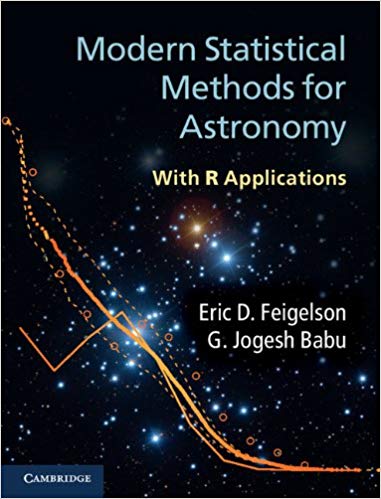 Modern Statistical
Methods for
Astronomy
With R Applications
Eric D. Feigelson
G. Jogesh Babu
CAMBRIDGE